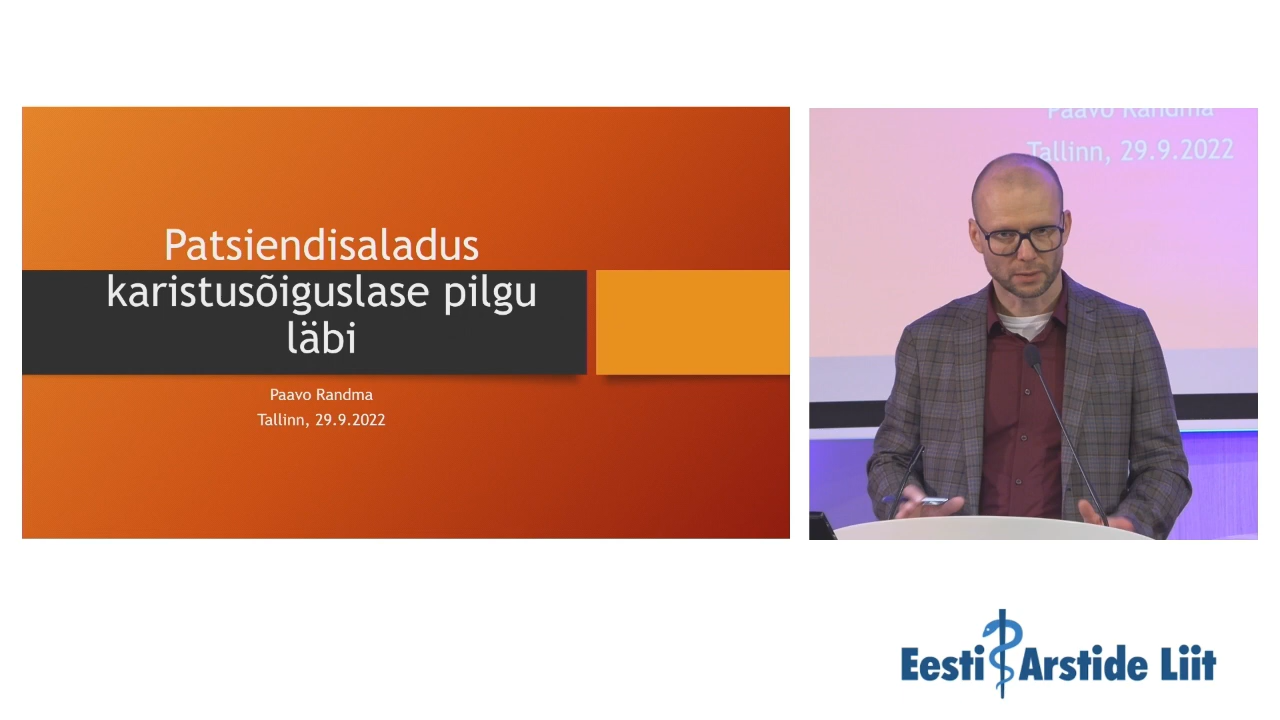 Patsiendisaladus
karistusõiguslase pilgu
läbi
Paavo Randma
Tallinn, 29.9.2022
Paavo Randma
Tallinn, 29.9.2022
Eesti Arstide Liit